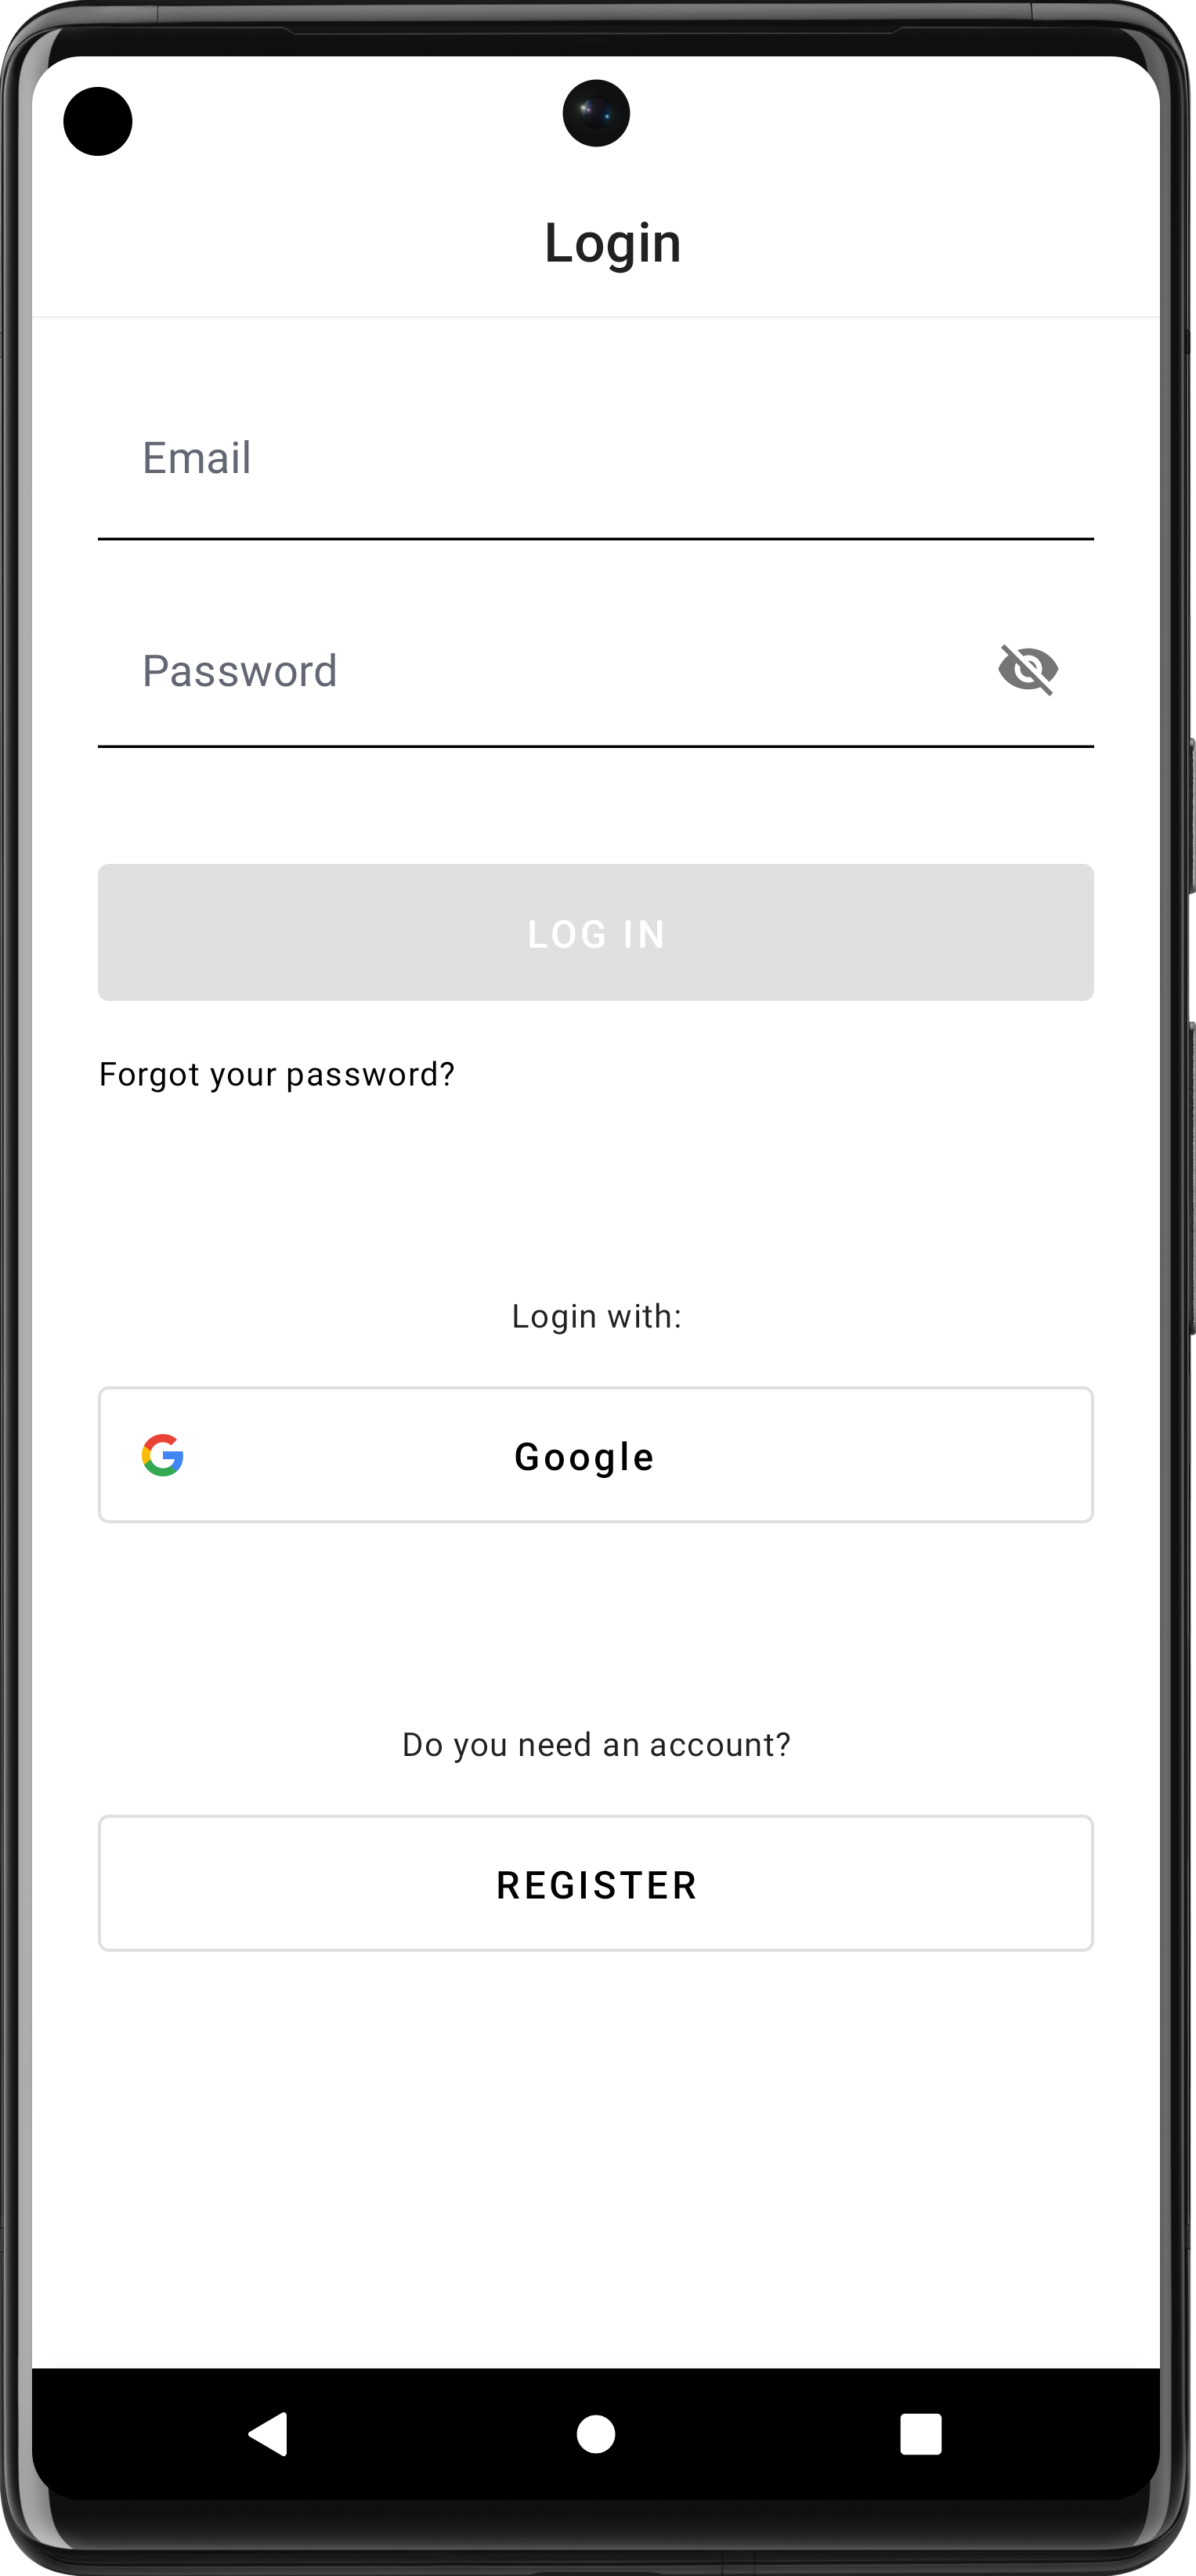 Login
Email
Password
LOG IN
Forgot your password?
Login with:
Google
Do you need an account?
REGISTER